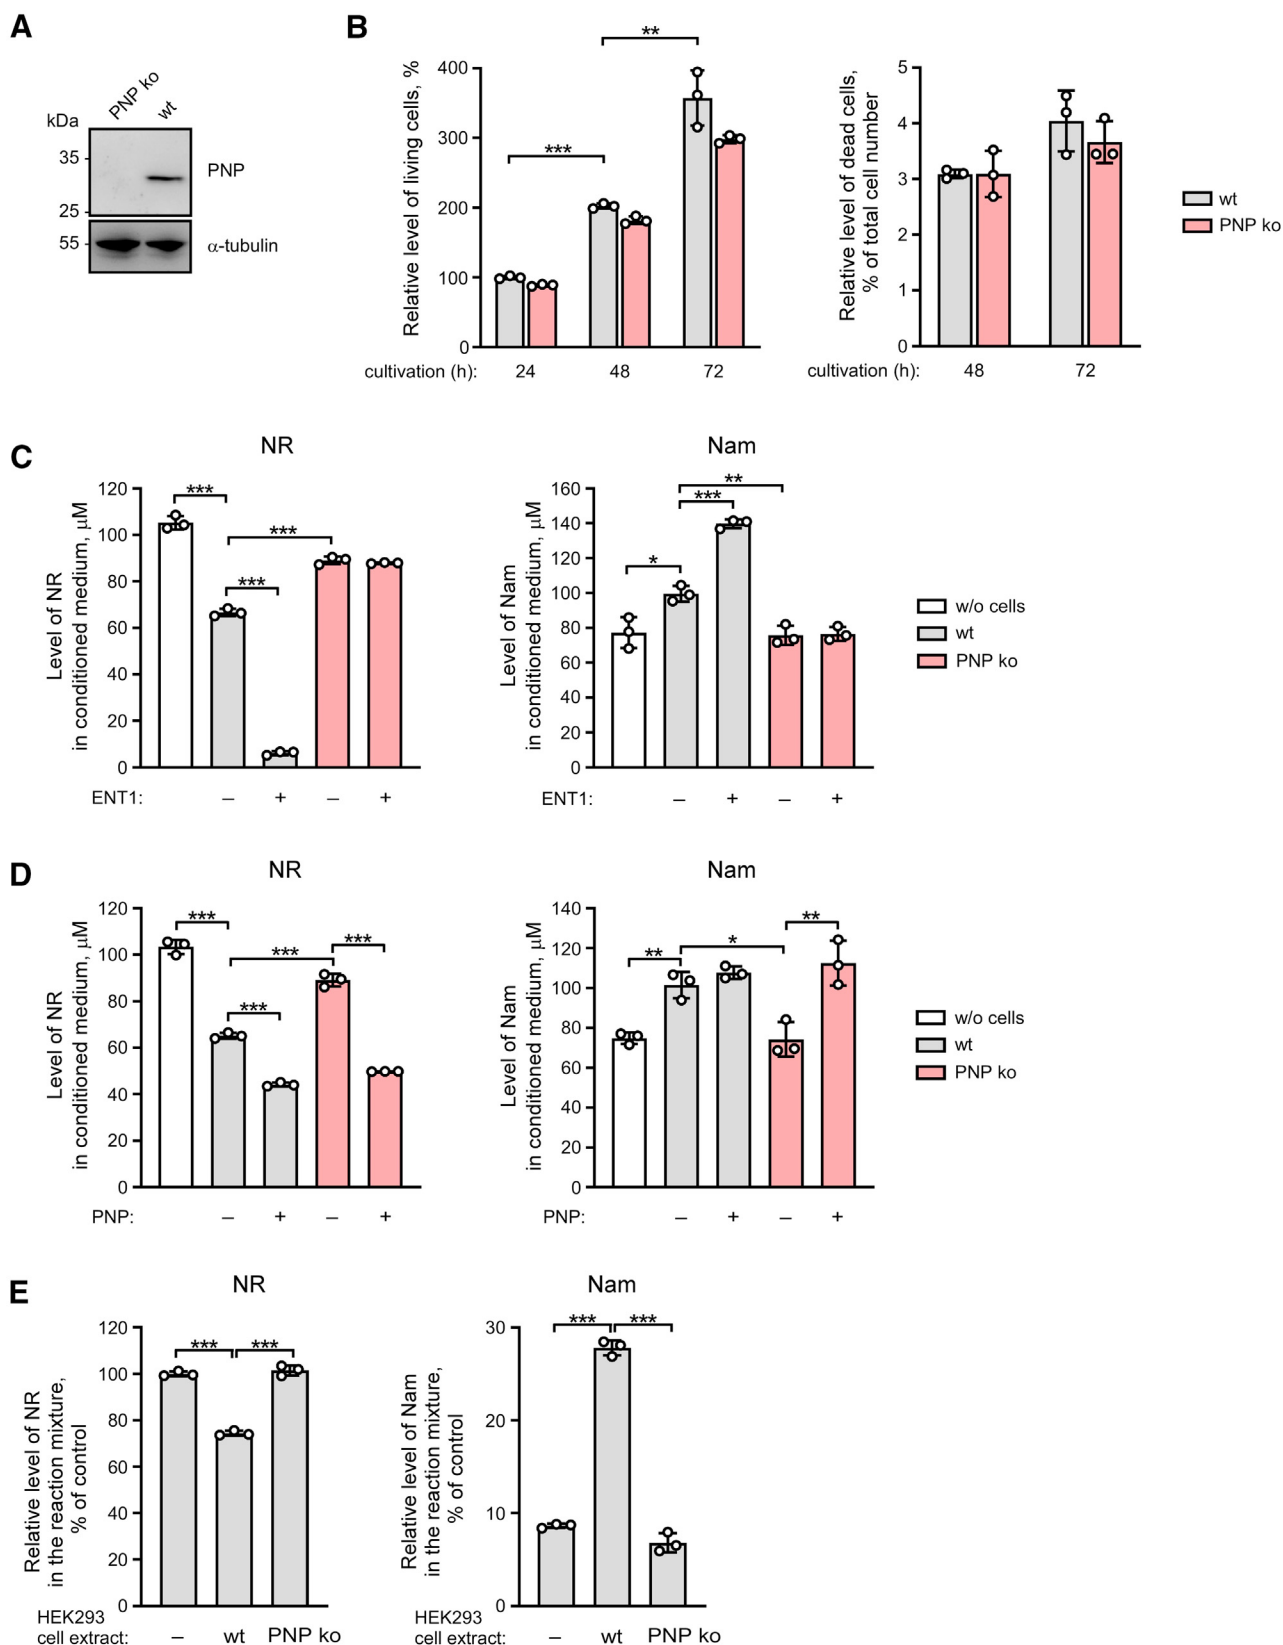 A
PNP ko
wt
kDa
35
25
55
PNP
α-tubulin
B
**
***
Relative level of living cells, %
400
300
200
100
0
cultivation (h):
24
48
72
Relative level of dead cells,
% of total cell number
5
4
3
2
1
0
cultivation (h):
48
72
wt
PNP ko
C
NR
Level of NR
in conditioned medium, μM
120
100
80
60
40
20
0
***
***
***
ENT1:
–
+
–
+
Nam
Level of Nam
in conditioned medium, μM
160
140
120
100
80
60
40
20
0
**
***
*
ENT1:
–
+
–
+
w/o cells
wt
PNP ko
D
NR
Level of NR
in conditioned medium, μM
120
100
80
60
40
20
0
***
***
***
***
PNP:
–
+
–
+
Nam
Level of Nam
in conditioned medium, μM
140
120
100
80
60
40
20
0
**
*
**
PNP:
–
+
–
+
w/o cells
wt
PNP ko
E
NR
Relative level of NR
in the reaction mixture,
% of control
120
100
80
60
40
20
0
***
***
HEK293
cell extract:
–
wt
PNP ko
Nam
Relative level of Nam
in the reaction mixture,
% of control
30
20
10
0
***
***
HEK293
cell extract:
–
wt
PNP ko